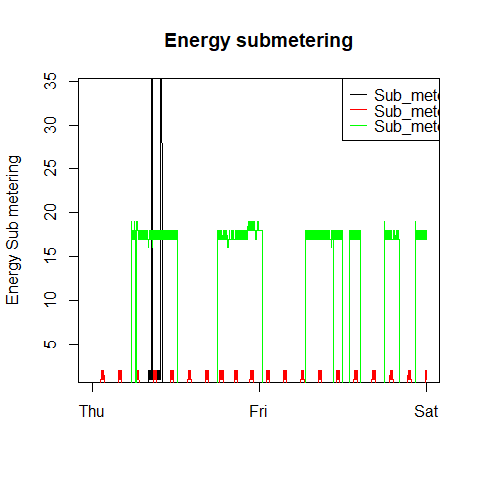 Energy submetering
Energy Sub metering
35
30
25
20
15
10
5
Thu Fri Sat
Sub_mete
Sub_mete
Sub_mete